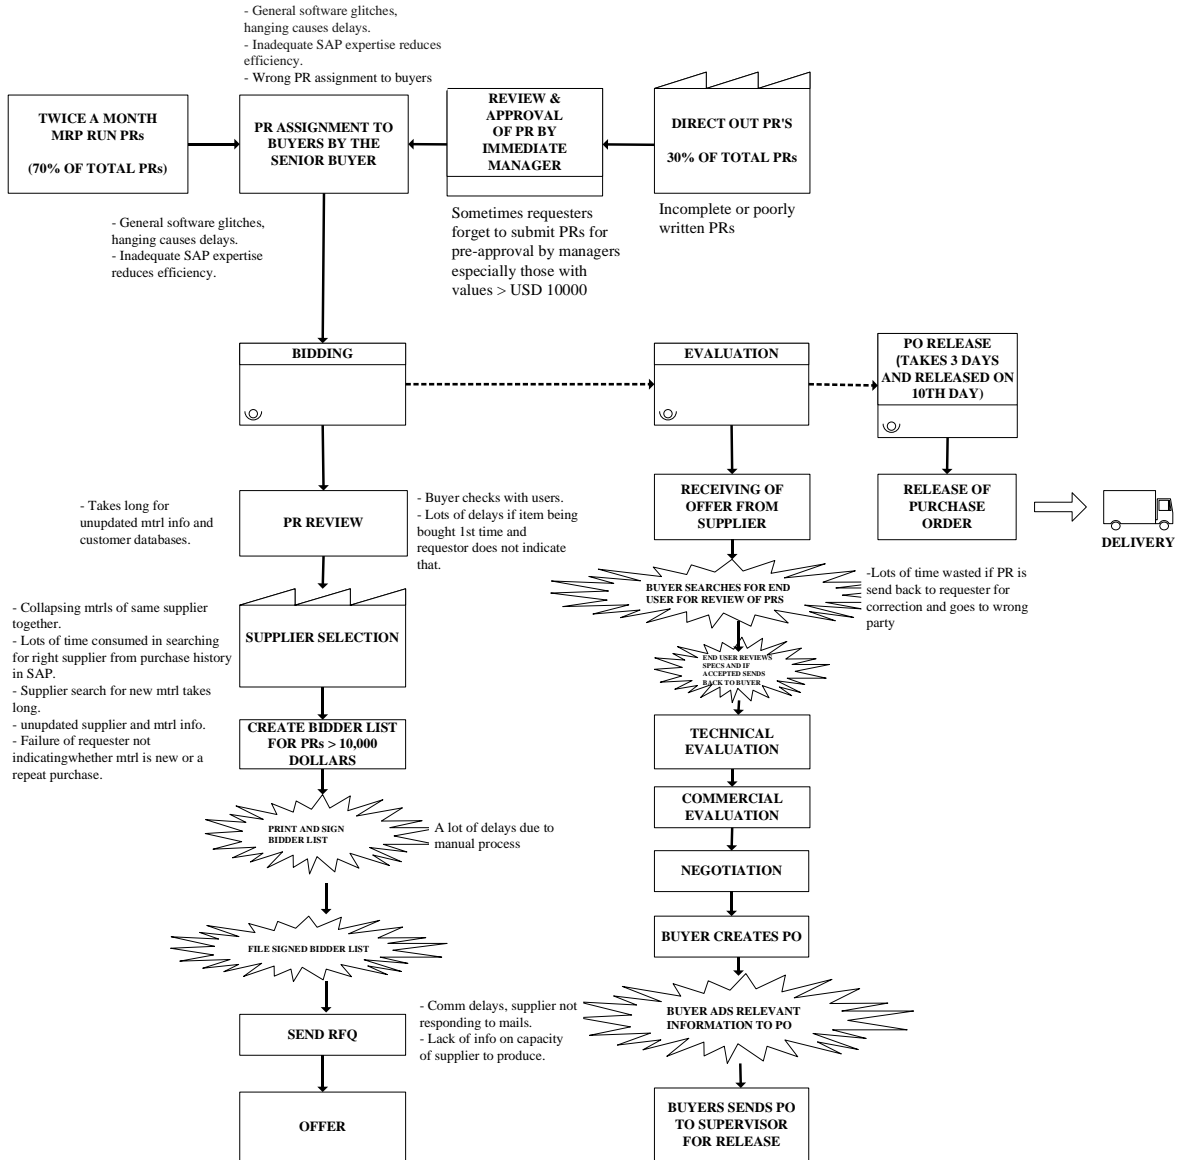 - General software glitches,
hanging causes delays.
- Inadequate SAP expertise reduces
efficiency.
- Wrong PR assignment to buyers
TWICE A MONTH
MRP RUN PRs
(70% OF TOTAL PRs)
PR ASSIGNMENT TO
BUYERS BY THE
SENIOR BUYER
REVIEW &
APPROVAL
OF PR BY
IMMEDIATE
MANAGER
DIRECT OUT PR'S
30% OF TOTAL PRs
- General software glitches,
hanging causes delays.
- Inadequate SAP expertise
reduces efficiency.
Sometimes requesters
forget to submit PRs for
pre-approval by managers
especially those with
values > USD 10000
Incomplete or poorly
written PRs
BIDDING
EVALUATION
PO RELEASE
(TAKES 3 DAYS
AND RELEASED ON
10TH DAY)
- Takes long for
unupdated mtrl info and
customer databases.
PR REVIEW
- Buyer checks with users.
- Lots of delays if item being
bought 1st time and
requestor does not indicate
that.
RECEIVING OF
OFFER FROM
SUPPLIER
RELEASE OF
PURCHASE
ORDER
DELIVERY
BUYER SEARCHES FOR END
USER FOR REVIEW OF PRS
-Lots of time wasted if PR is
send back to requester for
correction and goes to wrong
party
- Collapsing mtrls of same supplier
together.
- Lots of time consumed in searching
for right supplier from purchase history
in SAP.
- Supplier search for new mtrl takes
long.
- unupdated supplier and mtrl info.
- Failure of requester not
indicatingwhether mtrl is new or a
repeat purchase.
SUPPLIER SELECTION
END USER REVIEWS
SPECS AND IF
ACCEPTED SENDS
BACK TO BUYER
CREATE BIDDER LIST
FOR PRs > 10,000
DOLLARS
TECHNICAL
EVALUATION
COMMERCIAL
EVALUATION
PRINT AND SIGN
BIDDER LIST
A lot of delays due to
manual process
NEGOTIATION
BUYER CREATES PO
FILE SIGNED BIDDER LIST
BUYER ADS RELEVANT
INFORMATION TO PO
SEND RFQ
- Comm delays, supplier not
responding to mails.
- Lack of info on capacity
of supplier to produce.
OFFER
BUYERS SENDS PO
TO SUPERVISOR
FOR RELEASE